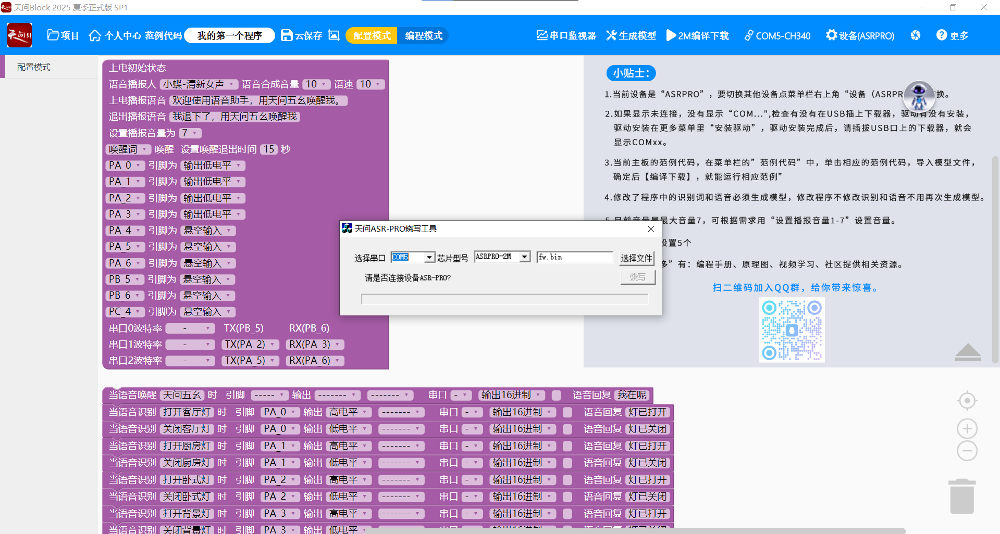 天问Block 2025 夏季正式版 SP1
项目 个人中心 范例代码 我的第一个程序 云保存 配置模式 编程模式 串口监视器 生成模型 2M编译下载 COM5-CH340 设备(ASRPRO) 更多
配置模式
上电初始状态
语音播报人 小蝶-清新女声 语音合成音量 10 语速 10
上电播报语音 欢迎使用语音助手，用天问五幺唤醒我。
退出播报语音 我退下了，用天问五幺唤醒我
设置播报音量为 7
唤醒词 唤醒 设置唤醒退出时间 15 秒
PA_0 引脚为 输出低电平
PA_1 引脚为 输出低电平
PA_2 引脚为 输出低电平
PA_3 引脚为 输出低电平
PA_4 引脚为 悬空输入
PA_5 引脚为 悬空输入
PA_6 引脚为 悬空输入
PB_5 引脚为 悬空输入
PB_6 引脚为 悬空输入
PC_4 引脚为 悬空输入
串口0波特率 - TX(PB_5) RX(PB_6)
串口1波特率 - TX(PA_2) RX(PA_3)
串口2波特率 - TX(PA_5) RX(PA_6)
小贴士：
1.当前设备是“ASRPRO”，要切换其他设备点菜单栏右上角“设备（ASRPR 换。
2.如果显示未连接，没有显示“COM...",检查有没有在USB插上下载器，驱动有没有安装，
驱动安装在更多菜单里“安装驱动”，驱动安装完成后，请插拔USB口上的下载器，就会
显示COMxx。
3.当前主板的范例代码，在菜单栏的”范例代码”中，单击相应的范例代码，导入模型文件，
确定后【编译下载】，就能运行相应范例”
4.修改了程序中的识别词和语音必须生成模型，修改程序不修改识别和语音不用再次生成模型。
5.目前音量是最大音量7，可根据需求用“设置播报音量1-7”设置音量。
设置5个
多”有：编程手册、原理图、视频学习、社区提供相关资源。
扫二维码加入QQ群，给你带来惊喜。
天问ASR-PRO烧写工具
选择串口 COM5 芯片型号 ASRPRO-2M fw.bin 选择文件
请是否连接设备ASR-PRO? 烧写
当语音唤醒 天问五幺 时 引脚 ----- 输出 ------- ------- 串口 - 输出16进制 语音回复 我在呢
当语音识别 打开客厅灯 时 引脚 PA_0 输出 高电平 ------- 串口 - 输出16进制 语音回复 灯已打开
当语音识别 关闭客厅灯 时 引脚 PA_0 输出 低电平 ------- 串口 - 输出16进制 语音回复 灯已关闭
当语音识别 打开厨房灯 时 引脚 PA_1 输出 高电平 ------- 串口 - 输出16进制 语音回复 灯已打开
当语音识别 关闭厨房灯 时 引脚 PA_1 输出 低电平 ------- 串口 - 输出16进制 语音回复 灯已关闭
当语音识别 打开卧式灯 时 引脚 PA_2 输出 高电平 ------- 串口 - 输出16进制 语音回复 灯已打开
当语音识别 关闭卧式灯 时 引脚 PA_2 输出 低电平 ------- 串口 - 输出16进制 语音回复 灯已关闭
当语音识别 打开背景灯 时 引脚 PA_3 输出 高电平 ------- 串口 - 输出16进制 语音回复 灯已打开
当语音识别 关闭背景灯 时 引脚 PA_3 输出 低电平 ------- 串口 - 输出16进制 语音回复 灯已关闭